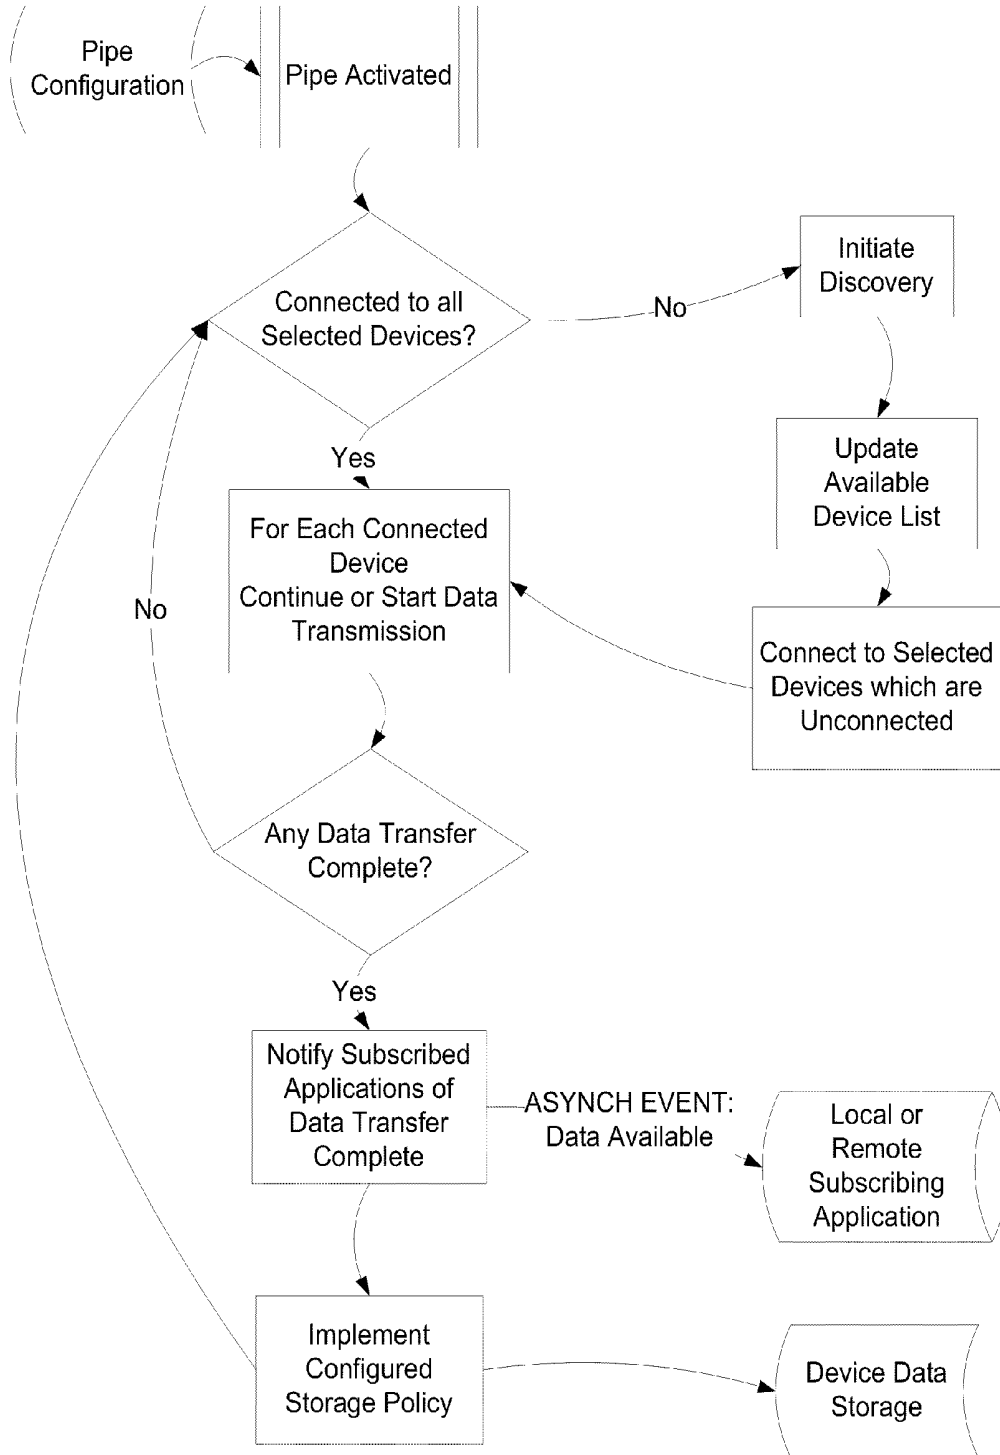 Pipe
Configuration
Pipe Activated
Connected to all
Selected Devices?
No
Initiate
Discovery
Update
Available
Device List
Connect to Selected
Devices which are
Unconnected
Yes
For Each Connected
Device
Continue or Start Data
Transmission
No
Any Data Transfer
Complete?
Yes
Notify Subscribed
Applications of
Data Transfer
Complete
ASYNCH EVENT:
Data Available
Local or
Remote
Subscribing
Application
Implement
Configured
Storage Policy
Device Data
Storage